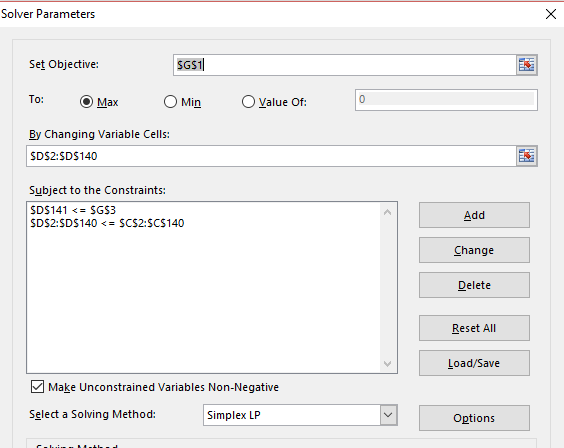 Solver Parameters
Set Objective: $G$1
To: Max Min Value Of: 0
By Changing Variable Cells:
$D$2:$D$140
Subject to the Constraints:
$D$141 <= $G$3
$D$2:$D$140 <= $C$2:$C$140
Add
Change
Delete
Reset All
Load/Save
Make Unconstrained Variables Non-Negative
Select a Solving Method: Simplex LP Options
Solving Method